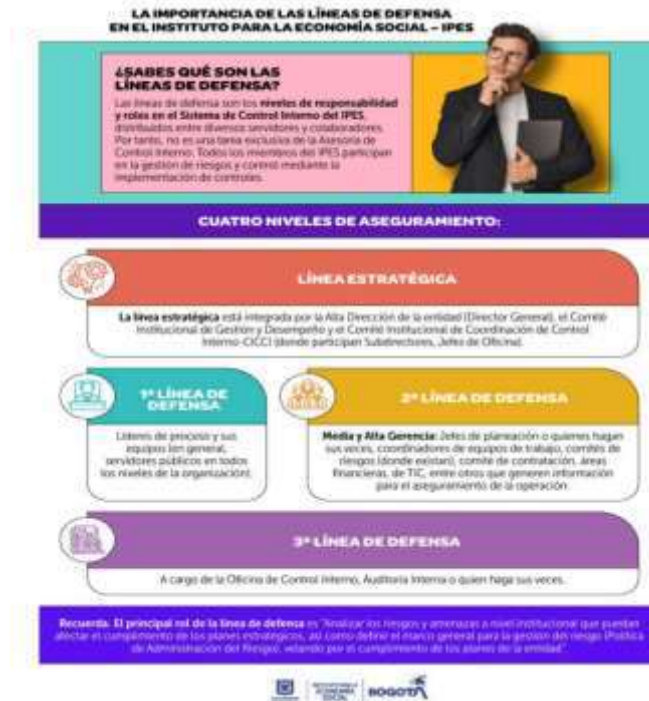 LA IMPORTANCIA DE LAS LÍNEAS DE DEFENSA
EN EL INSTITUTO PARA LA ECONOMÍA SOCIAL – IPES
¿SABES QUÉ SON LAS
LÍNEAS DE DEFENSA?
Las líneas de defensa son los niveles de responsabilidad
y roles en el Sistema de Control Interno del IPES,
distribuidos entre diversos servidores y colaboradores.
Por tanto, no es una tarea exclusiva de la Asesoría de
Control Interno. Todos los miembros del IPES participan
en la gestión de riesgos y control mediante la
implementación de controles.
CUATRO NIVELES DE ASEGURAMIENTO:
LÍNEA ESTRATÉGICA
La línea estratégica está integrada por la Alta Dirección de la entidad (Director General), el Comité
Institucional de Gestión y Desempeño y el Comité Institucional de Coordinación de Control
Interno-CICCI (donde participan Subdirectores, Jefes de Oficina).
1ª LÍNEA DE
DEFENSA
Líderes de proceso y sus
equipos (en general,
servidores públicos en todos
los niveles de la organización).
2ª LÍNEA DE DEFENSA
Media y Alta Gerencia: Jefes de planeación o quienes hagan
sus veces, coordinadores de equipos de trabajo, comités de
riesgos (donde existan), comité de contratación, áreas
financieras, de TIC, entre otros que generen información
para el aseguramiento de la operación.
3ª LÍNEA DE DEFENSA
A cargo de la Oficina de Control Interno, Auditoría Interna o quien haga sus veces.
Recuerda: El principal rol de la línea de defensa es "Analizar los riesgos y amenazas a nivel institucional que puedan
afectar el cumplimiento de los planes estratégicos, así como definir el marco general para la gestión del riesgo (Política
de Administración del Riesgo), velando por el cumplimiento de los planes de la entidad"
ECONOMÍA
SOCIAL
BOGOTÁ